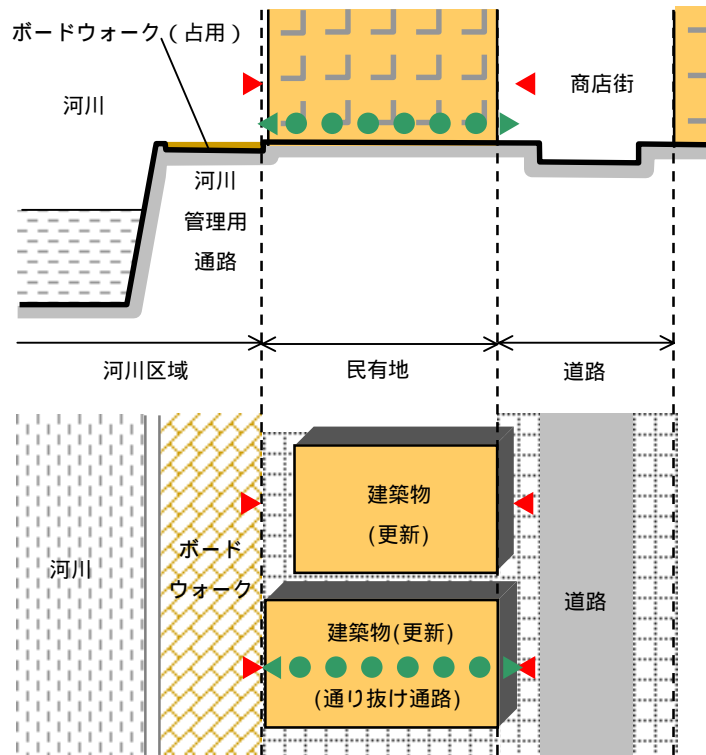 ボードウォーク(占用)
河川
商店街
河川
管理用
通路
河川区域
民有地
道路
建築物
(更新)
ボード
ウォーク
河川
道路
建築物(更新)
(通り抜け通路)